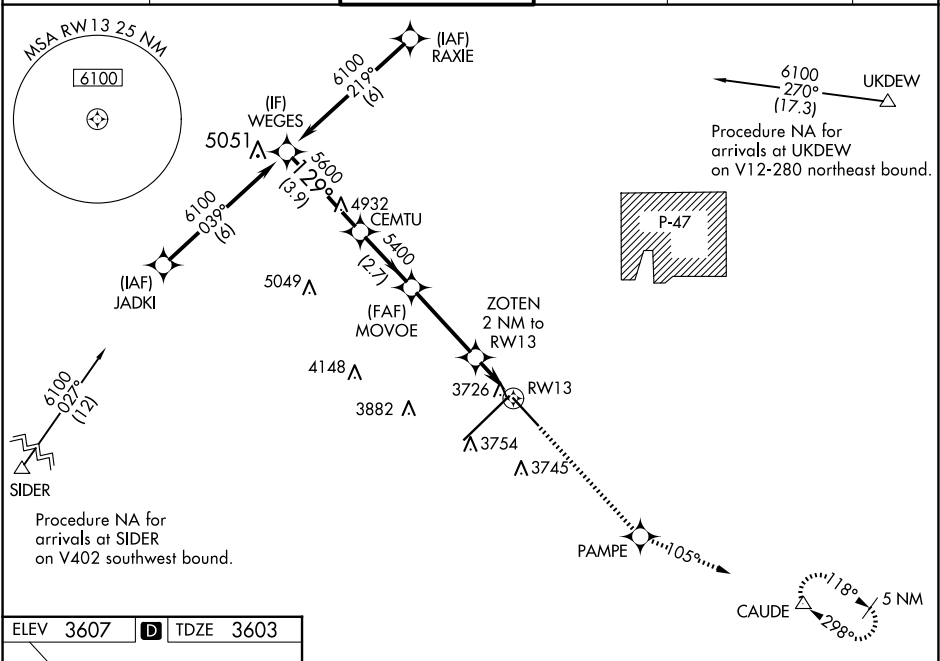 MSA RW13 25 NM
6100
(IAF)
RAXIE
6100
219°
(6)
(IF)
WEGES
5051
6100
270°
(17.3)
UKDEW
Procedure NA for
arrivals at UKDEW
on V12-280 northeast bound.
5600
129°
(3.9)
4932
CEMTU
P-47
6100
039°
(6)
(IAF)
JADKI
5400
(2.7)
5049
(FAF)
MOVOE
ZOTEN
2 NM to
RW13
4148
3726
RW13
3882
3754
3745
6100
027°
(12)
SIDER
Procedure NA for
arrivals at SIDER
on V402 southwest bound.
PAMPE
105°
CAUDE
118°
5 NM
298°
ELEV 3607 D TDZE 3603